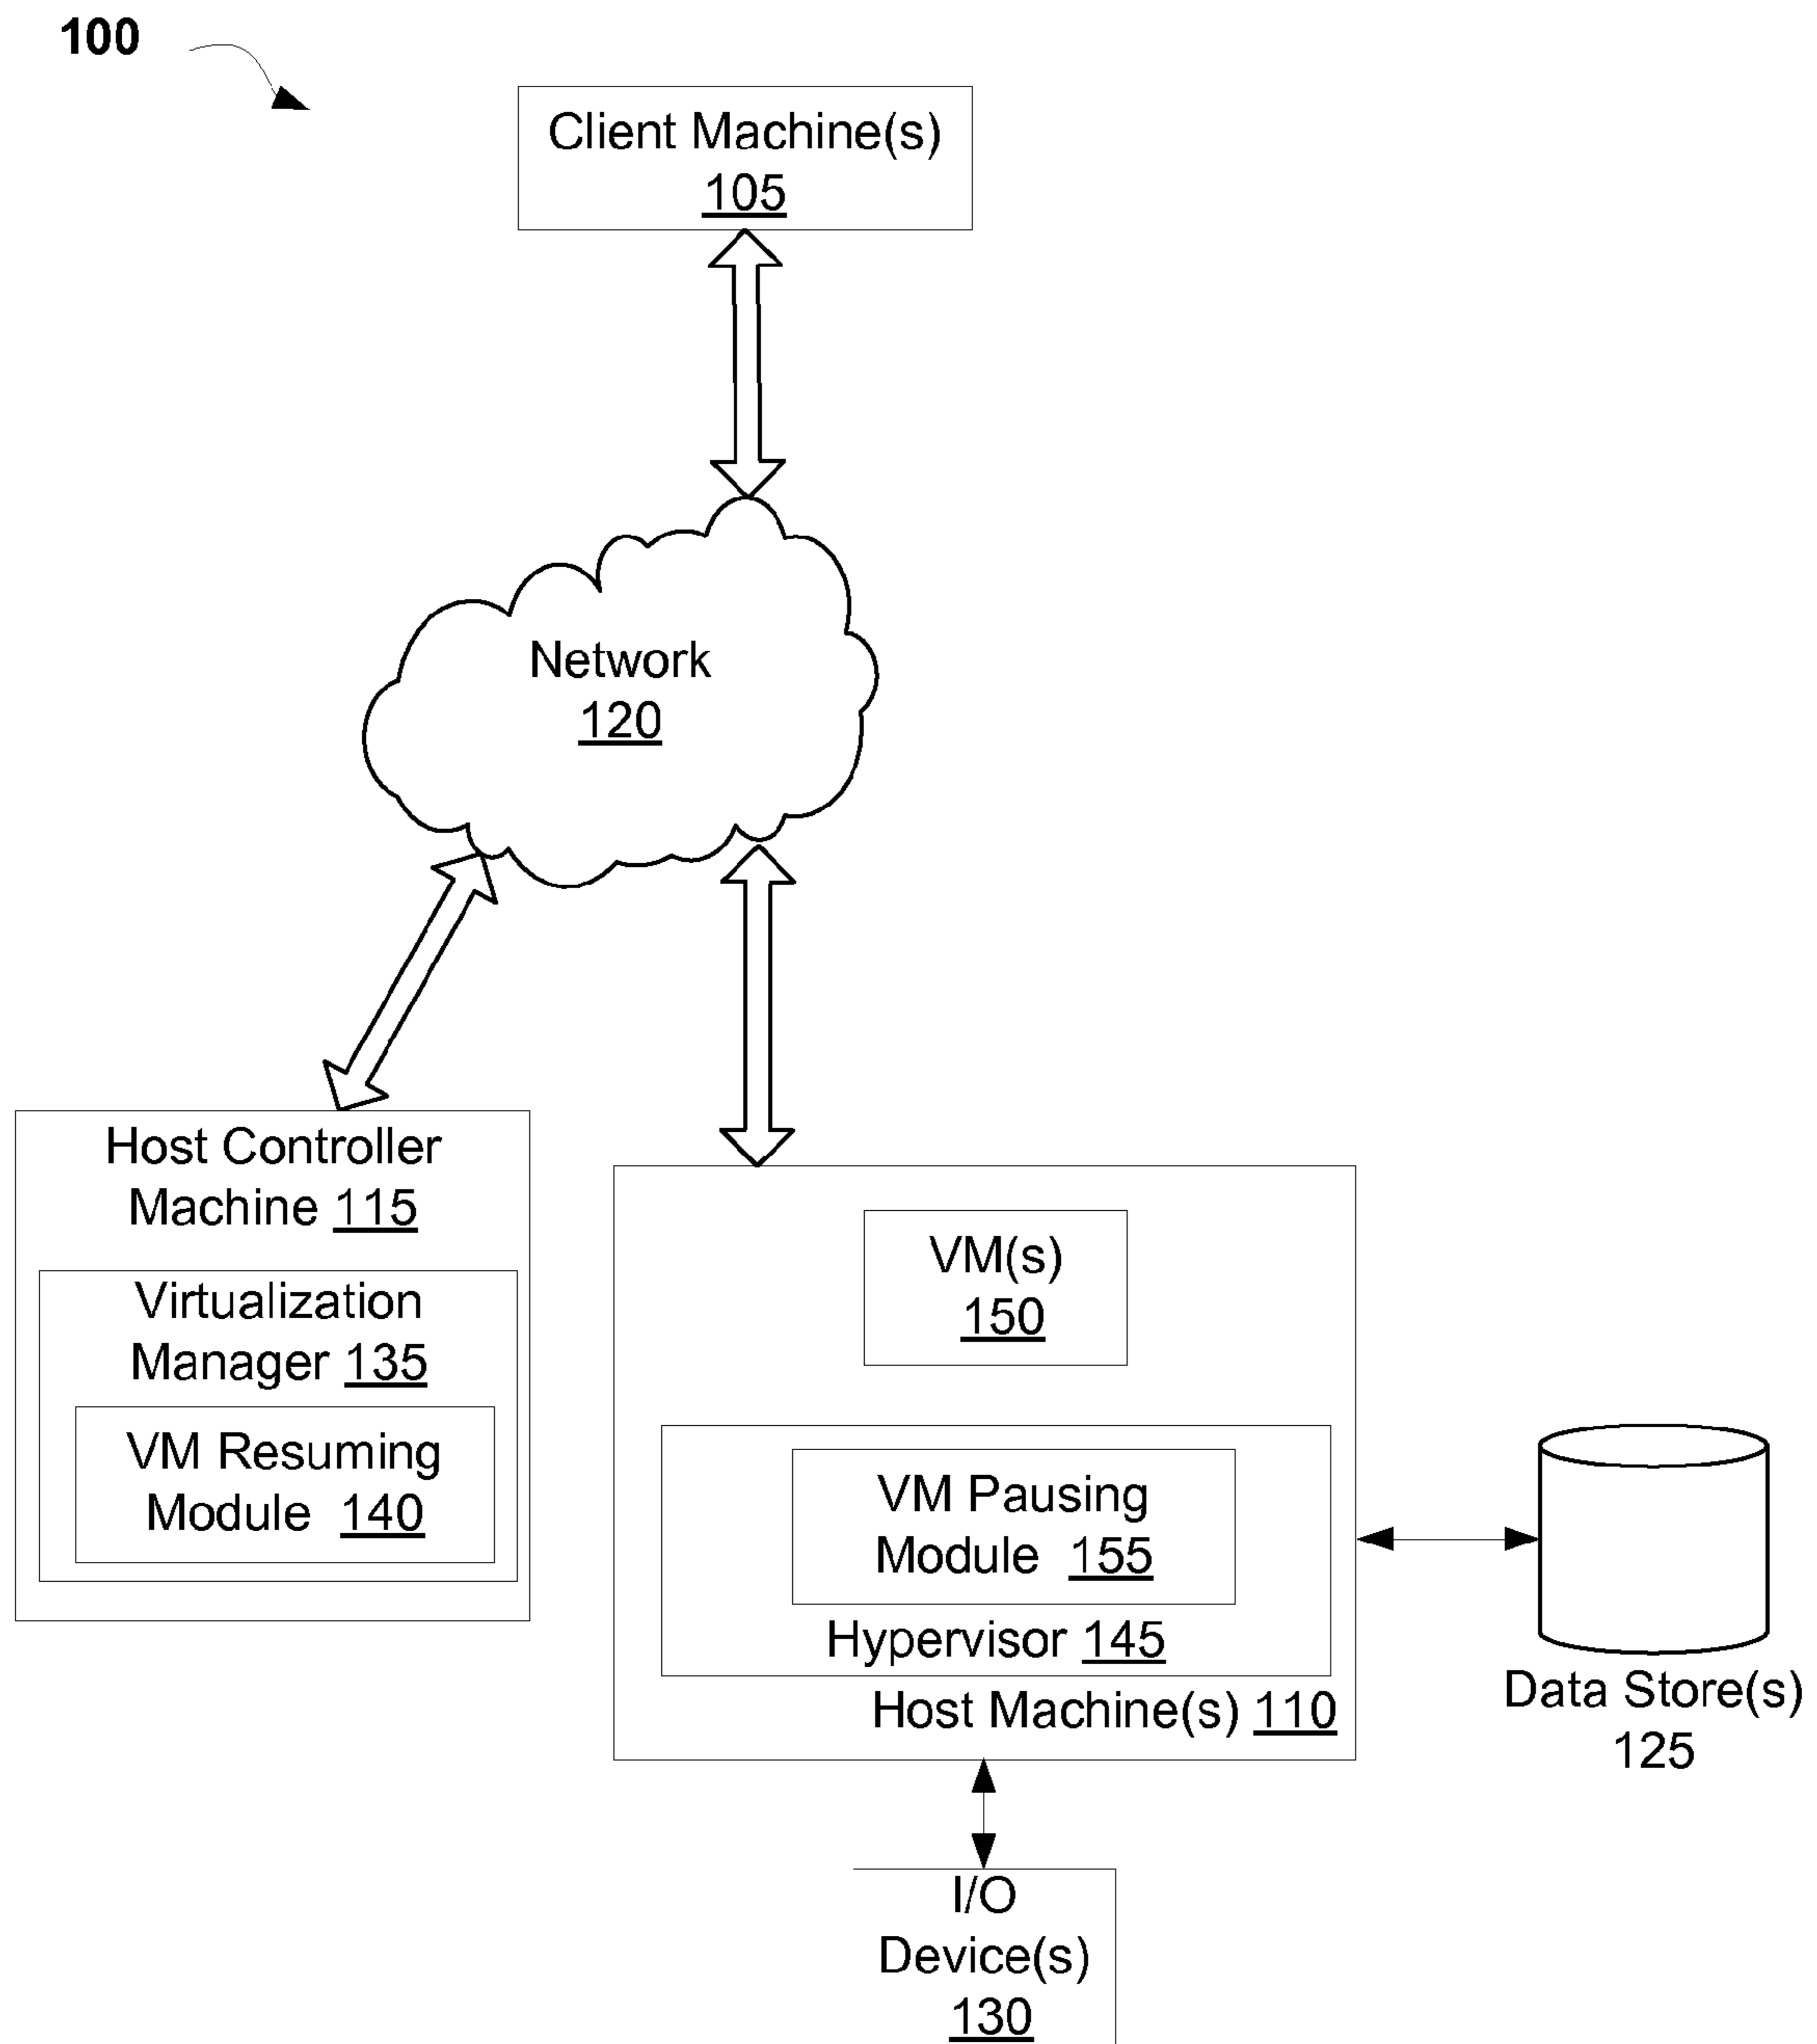 100
Client Machine(s)
105
Network
120
Host Controller
Machine 115
Virtualization
Manager 135
VM Resuming
Module 140
VM(s)
150
VM Pausing
Module 155
Hypervisor 145
Host Machine(s) 110
Data Store(s)
125
I/O
Device(s)
130